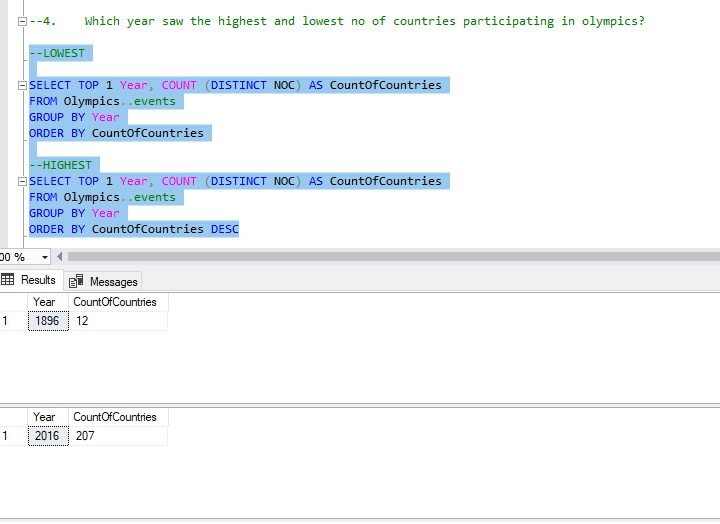 --4. Which year saw the highest and lowest no of countries participating in olympics?
--LOWEST
SELECT TOP 1 Year, COUNT (DISTINCT NOC) AS CountOfCountries
FROM Olympics..events
GROUP BY Year
ORDER BY CountOfCountries
--HIGHEST
SELECT TOP 1 Year, COUNT (DISTINCT NOC) AS CountOfCountries
FROM Olympics..events
GROUP BY Year
ORDER BY CountOfCountries DESC
00 %
Results Messages
Year CountOfCountries
1 1896 12
Year CountOfCountries
1 2016 207